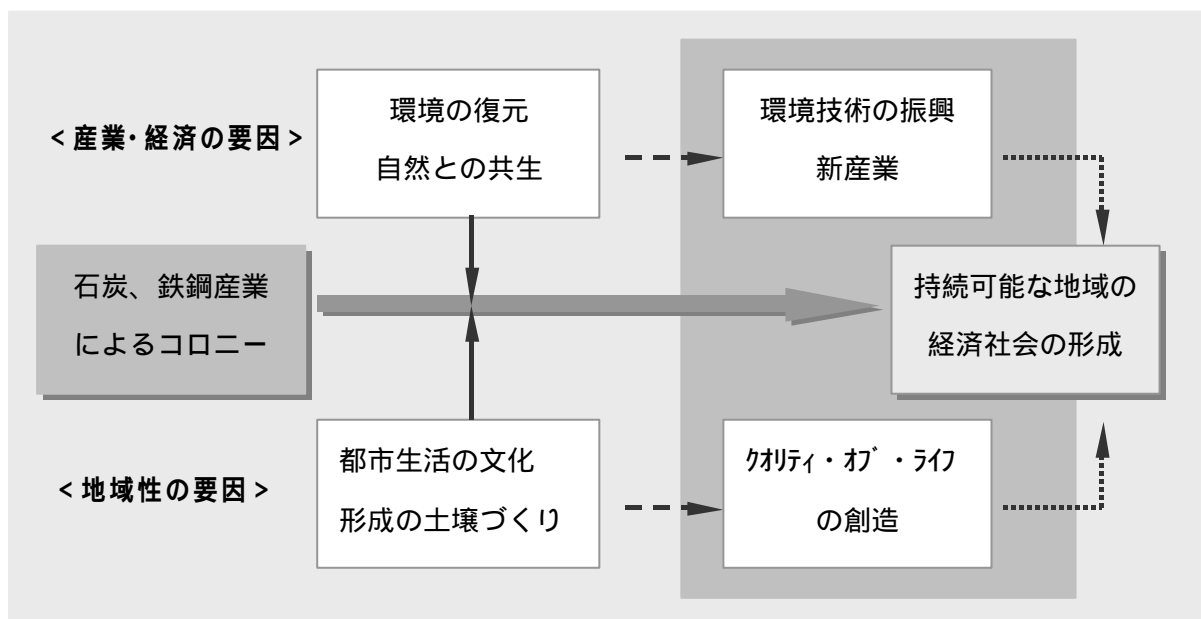 <産業・経済の要因>
環境の復元
自然との共生
環境技術の振興
新産業
石炭、鉄鋼産業
によるコロニー
持続可能な地域の
経済社会の形成
<地域性の要因>
都市生活の文化
形成の土壌づくり
ｸｵﾘﾃｨ・ｵﾌﾞ・ﾗｲﾌ
の創造